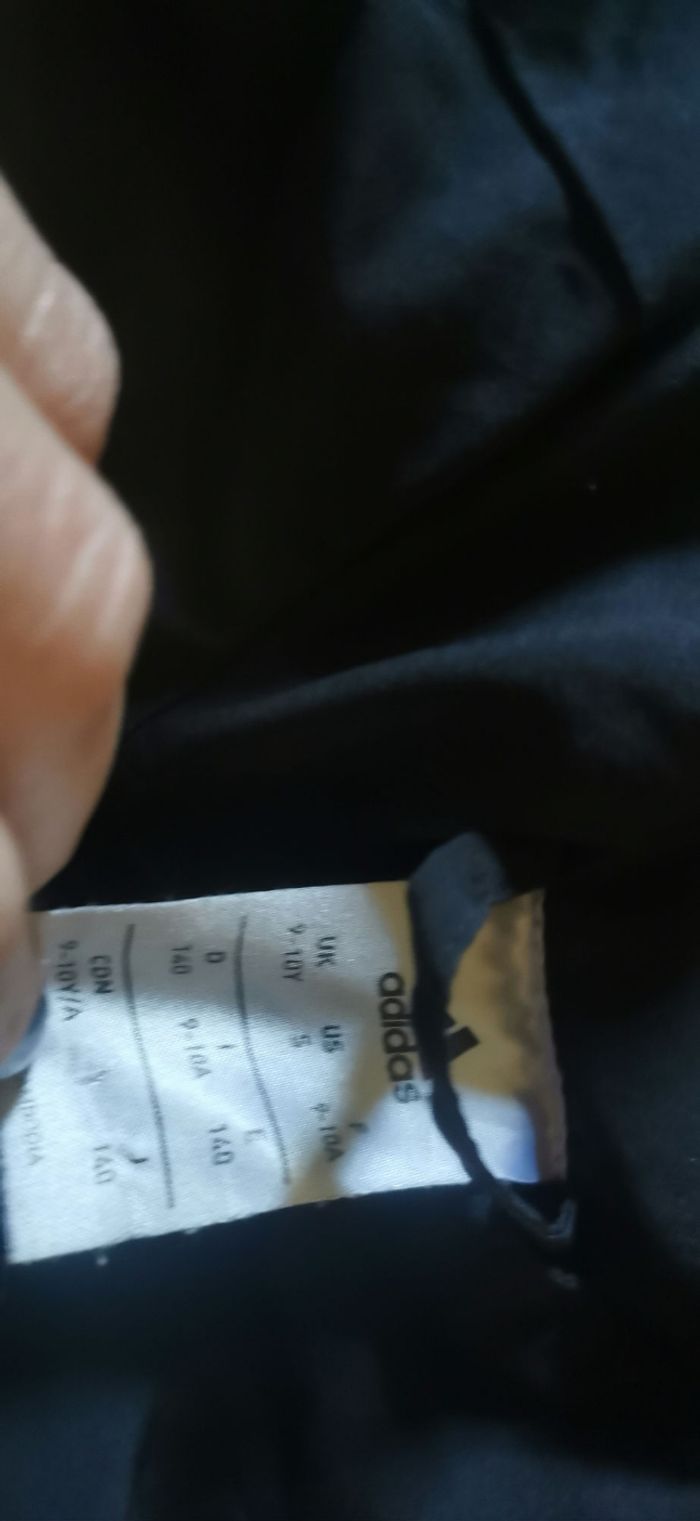 adidas
UK US F
9-10Y S 9-10A
D I E
140 9-10A 140
CDN J
9-10Y/A 140